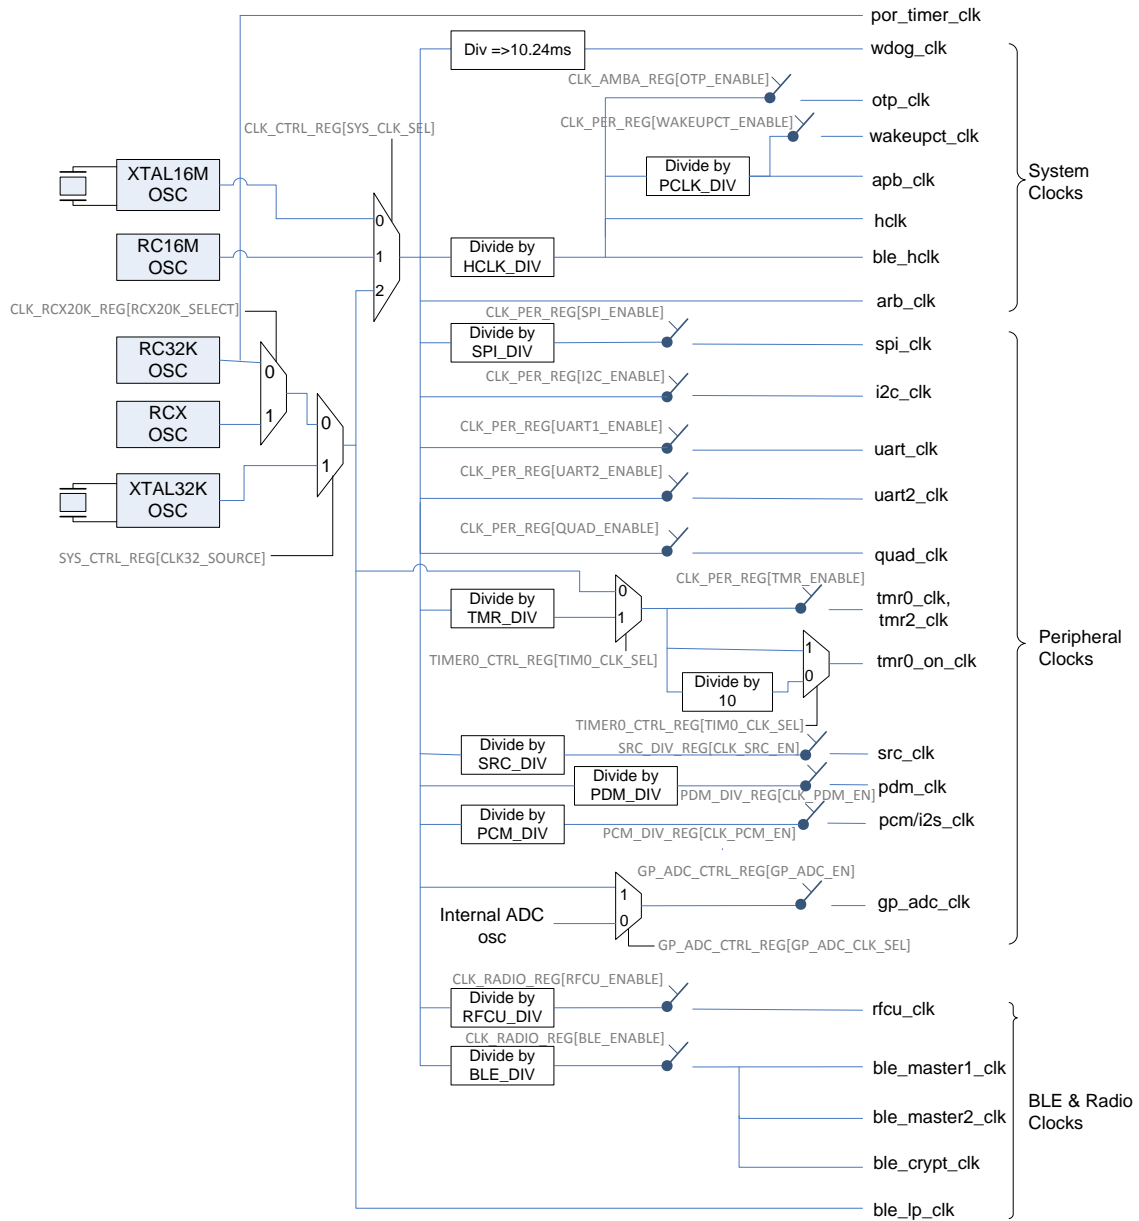 por_timer_clk
Div =>10.24ms
wdog_clk
CLK_AMBA_REG[OTP_ENABLE]
otp_clk
CLK_CTRL_REG[SYS_CLK_SEL]
CLK_PER_REG[WAKEUPCT_ENABLE]
wakeupct_clk
XTAL16M
OSC
Divide by
PCLK_DIV
apb_clk
System
Clocks
0
hclk
RC16M
OSC
1
Divide by
HCLK_DIV
ble_hclk
2
arb_clk
CLK_RCX20K_REG[RCX20K_SELECT]
CLK_PER_REG[SPI_ENABLE]
RC32K
OSC
0
Divide by
SPI_DIV
spi_clk
CLK_PER_REG[I2C_ENABLE]
i2c_clk
RCX
OSC
1
0
CLK_PER_REG[UART1_ENABLE]
uart_clk
1
CLK_PER_REG[UART2_ENABLE]
XTAL32K
OSC
uart2_clk
CLK_PER_REG[QUAD_ENABLE]
SYS_CTRL_REG[CLK32_SOURCE]
quad_clk
CLK_PER_REG[TMR_ENABLE]
0
Divide by
TMR_DIV
1
tmr0_clk,
tmr2_clk
Peripheral
Clocks
TIMER0_CTRL_REG[TIM0_CLK_SEL]
1
tmr0_on_clk
0
Divide by
10
TIMER0_CTRL_REG[TIM0_CLK_SEL]
Divide by
SRC_DIV
SRC_DIV_REG[CLK_SRC_EN]
src_clk
Divide by
PDM_DIV
PDM_DIV_REG[CLK_PDM_EN]
pdm_clk
Divide by
PCM_DIV
PCM_DIV_REG[CLK_PCM_EN]
pcm/i2s_clk
GP_ADC_CTRL_REG[GP_ADC_EN]
1
gp_adc_clk
Internal ADC
osc
0
GP_ADC_CTRL_REG[GP_ADC_CLK_SEL]
CLK_RADIO_REG[RFCU_ENABLE]
Divide by
RFCU_DIV
rfcu_clk
CLK_RADIO_REG[BLE_ENABLE]
Divide by
BLE_DIV
ble_master1_clk
BLE & Radio
Clocks
ble_master2_clk
ble_crypt_clk
ble_lp_clk